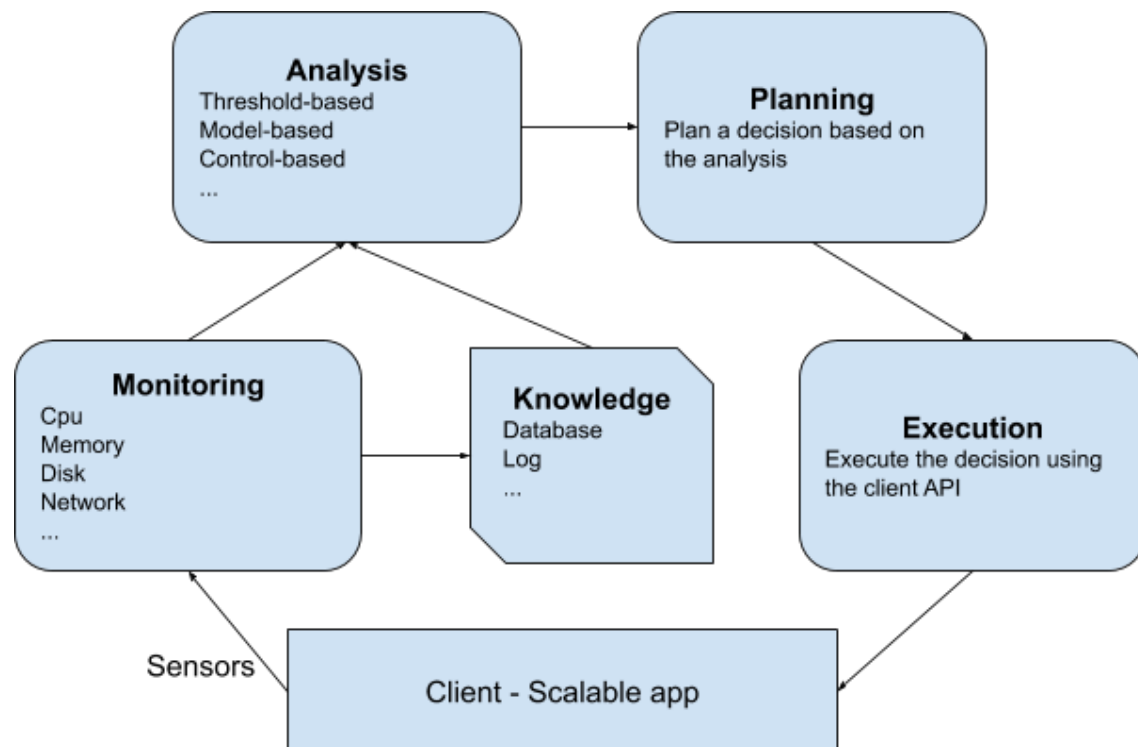 Analysis
Threshold-based
Model-based
Control-based
...
Planning
Plan a decision based on
the analysis
Monitoring
Cpu
Memory
Disk
Network
...
Knowledge
Database
Log
...
Execution
Execute the decision using
the client API
Sensors
Client - Scalable app